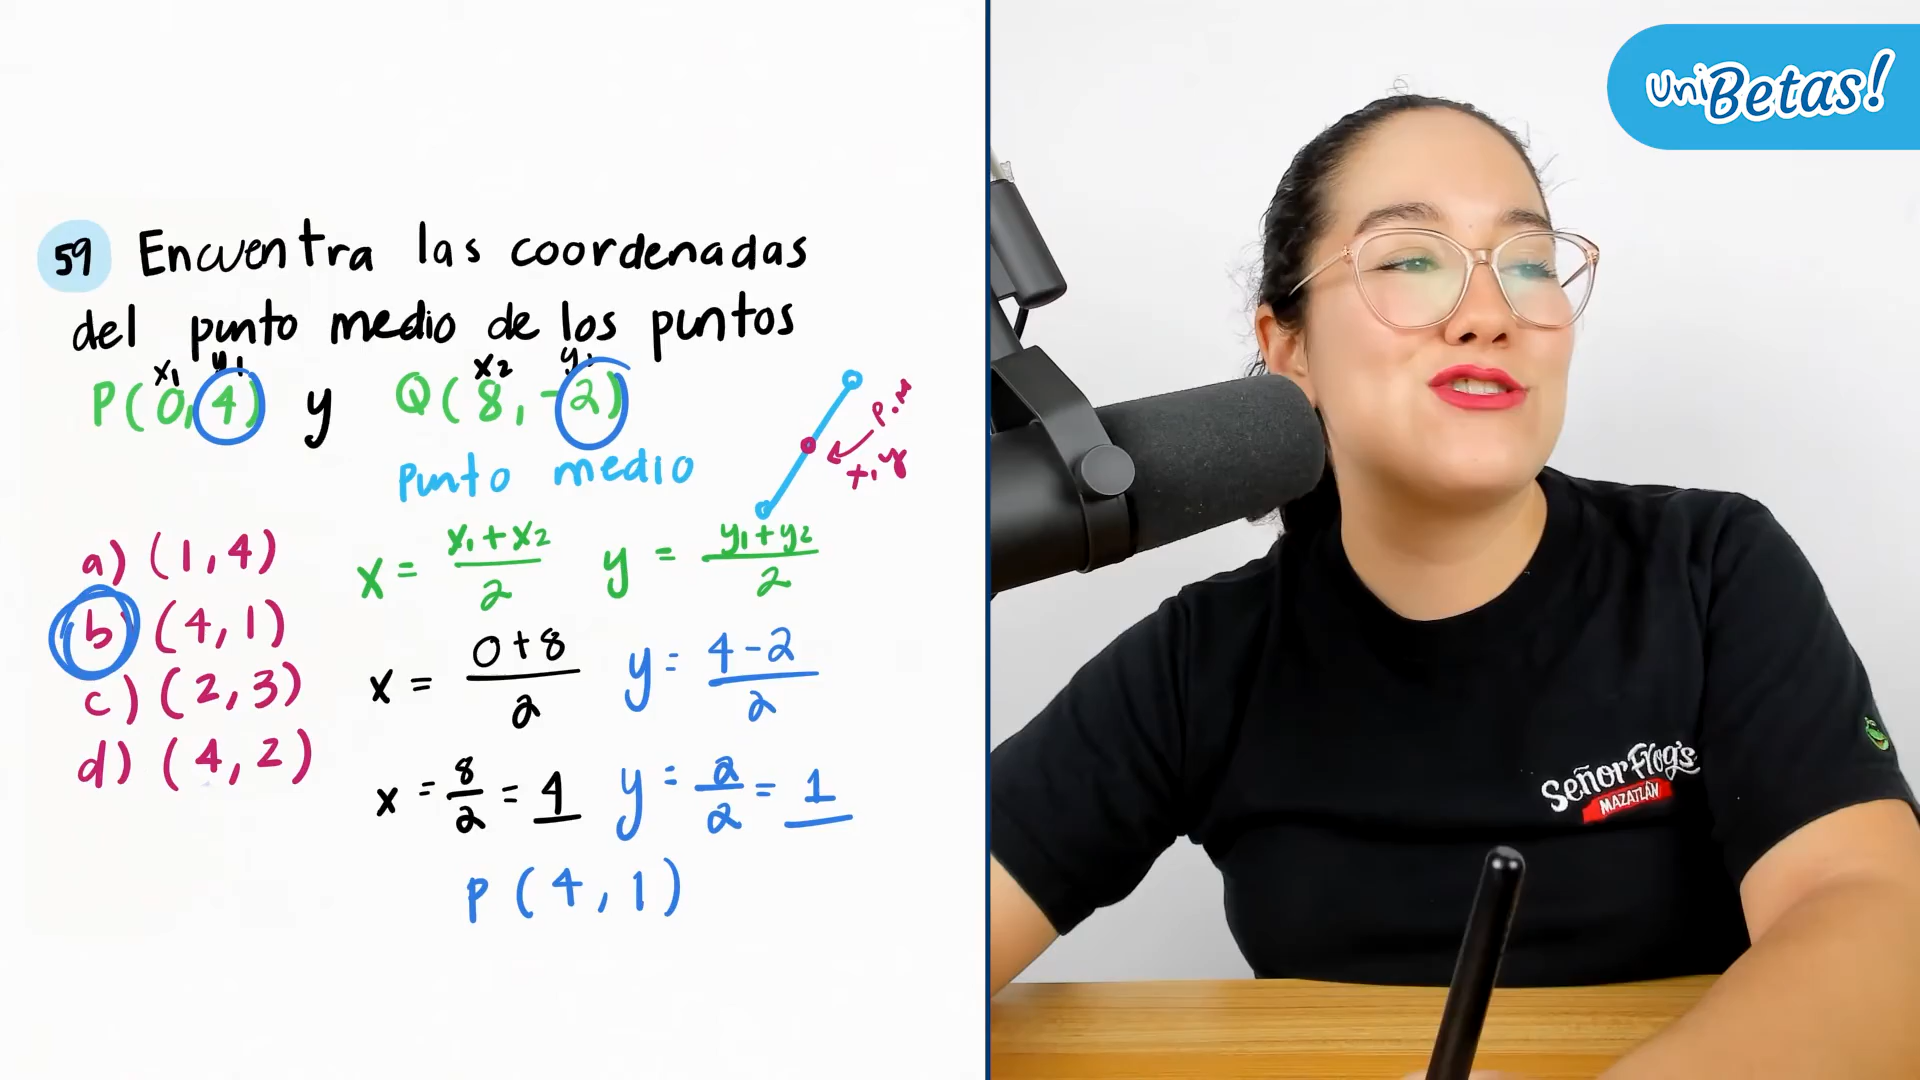 59 Encuentra las coordenadas
del punto medio de los puntos
x1 y1 x2
P(0,4) y Q(8,-2)
Punto medio
P.M
x,y
a) (1,4)
b) (4,1)
c) (2,3)
d) (4,2)
x = x1+x2/2 y = y1+y2/2
x = 0+8/2 y = 4-2/2
x = 8/2 = 4 y = 2/2 = 1
P (4,1)
uniBetas!
Señor Frog's
MAZATLÁN